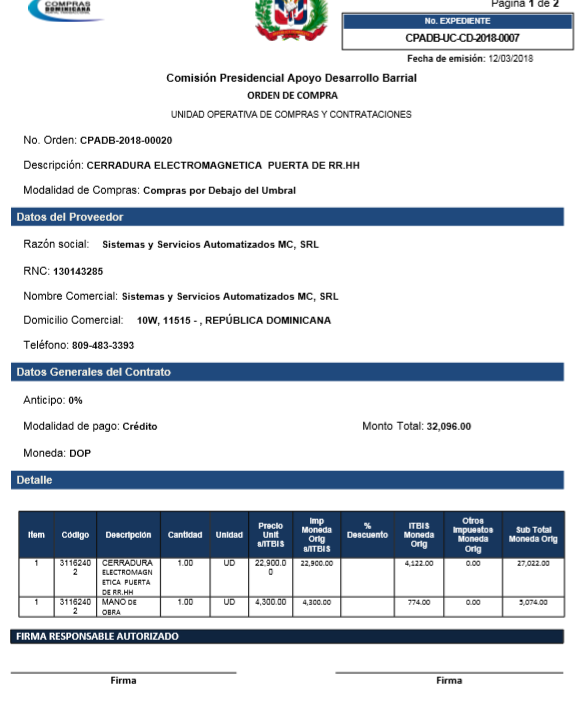 COMPRAS
DOMINICANA
Página 1 de 2
No. EXPEDIENTE
CPADB-UC-CD-2018-0007
Fecha de emisión: 12/03/2018
Comisión Presidencial Apoyo Desarrollo Barrial
ORDEN DE COMPRA
UNIDAD OPERATIVA DE COMPRAS Y CONTRATACIONES
No. Orden: CPADB-2018-00020
Descripción: CERRADURA ELECTROMAGNETICA PUERTA DE RR.HH
Modalidad de Compras: Compras por Debajo del Umbral
Datos del Proveedor
Razón social: Sistemas y Servicios Automatizados MC, SRL
RNC: 130143285
Nombre Comercial: Sistemas y Servicios Automatizados MC, SRL
Domicilio Comercial: 10W, 11515 - , REPÚBLICA DOMINICANA
Teléfono: 809-483-3393
Datos Generales del Contrato
Anticipo: 0%
Modalidad de pago: Crédito Monto Total: 32,096.00
Moneda: DOP
Detalle
Item Código Descripción Cantidad Unidad Precio Unit s/ITBIS Imp Moneda Orig s/ITBIS % Descuento ITBIS Moneda Orig Otros Impuestos Moneda Orig Sub Total Moneda Orig
1 3116240 CERRADURA 1.00 UD 22,900.0 22,900.00 4,122.00 0.00 27,022.00
2 ELECTROMAGN 0
ETICA PUERTA
DE RR.HH
1 3116240 MANO DE 1.00 UD 4,300.00 4,300.00 774.00 0.00 5,074.00
2 OBRA
FIRMA RESPONSABLE AUTORIZADO
Firma Firma